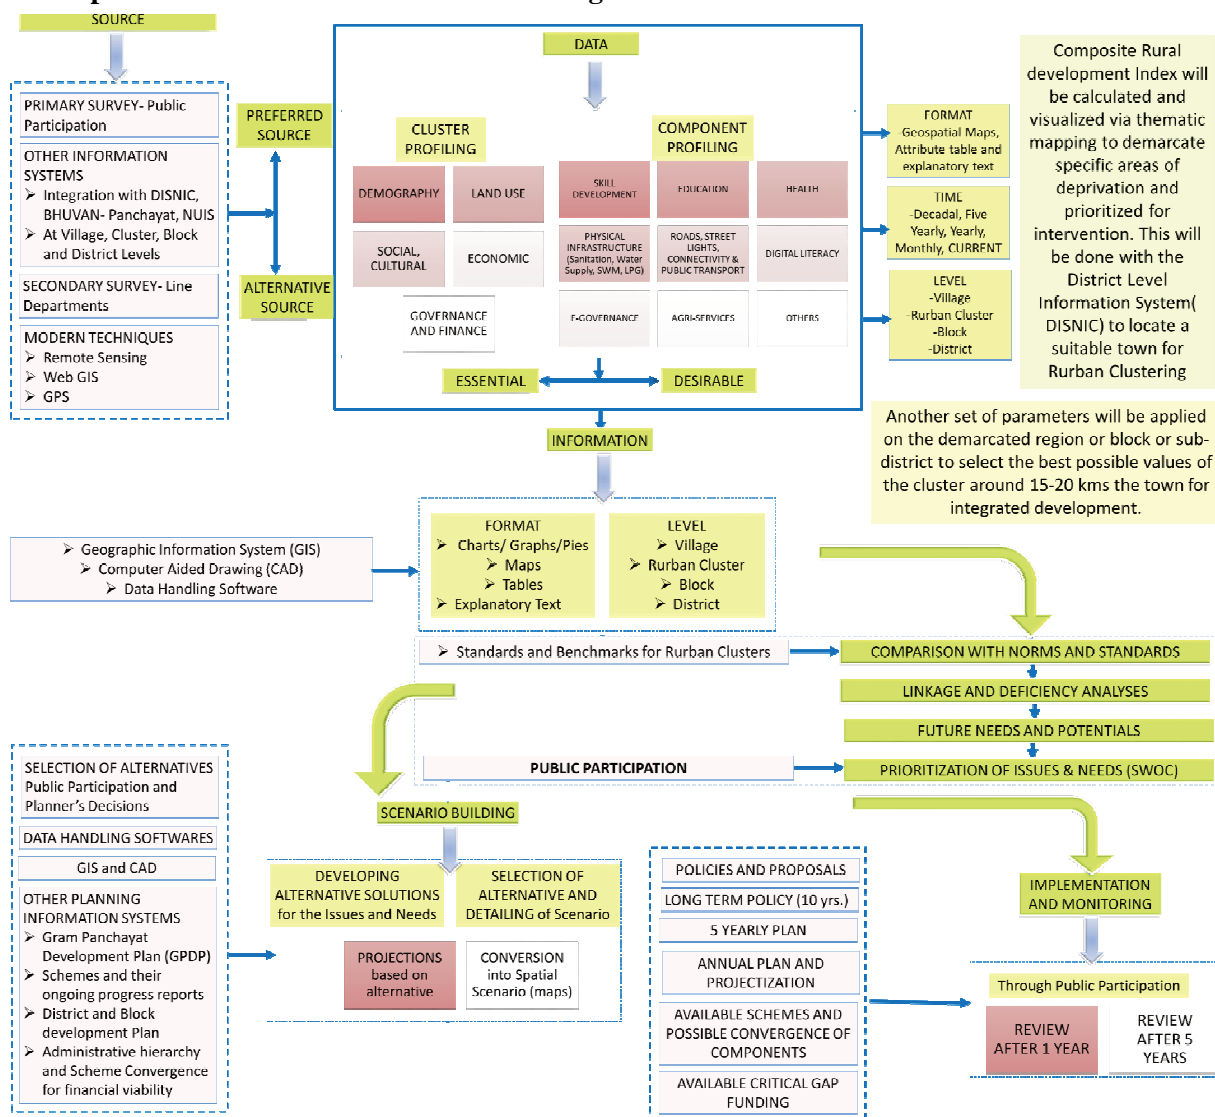 SOURCE
PRIMARY SURVEY- Public
Participation
OTHER INFORMATION
SYSTEMS
➢ Integration with DISNIC,
BHUVAN- Panchayat, NUIS
➢ At Village, Cluster, Block
and District Levels
SECONDARY SURVEY- Line
Departments
MODERN TECHNIQUES
➢ Remote Sensing
➢ Web GIS
➢ GPS
PREFERRED
SOURCE
ALTERNATIVE
SOURCE
DATA
CLUSTER
PROFILING
DEMOGRAPHY
LAND USE
SOCIAL,
CULTURAL
ECONOMIC
GOVERNANCE
AND FINANCE
COMPONENT
PROFILING
SKILL
DEVELOPMENT
EDUCATION
HEALTH
PHYSICAL
INFRASTRUCTURE
(Sanitation, Water
Supply, SWM, LPG)
ROADS, STREET
LIGHTS,
CONNECTIVITY &
PUBLIC TRANSPORT
DIGITAL LITERACY
E-GOVERNANCE
AGRI-SERVICES
OTHERS
ESSENTIAL
DESIRABLE
FORMAT
-Geospatial Maps,
Attribute table and
explanatory text
TIME
-Decadal, Five
Yearly, Yearly,
Monthly, CURRENT
LEVEL
-Village
-Rurban Cluster
-Block
-District
Composite Rural
development Index will
be calculated and
visualized via thematic
mapping to demarcate
specific areas of
deprivation and
prioritized for
intervention. This will
be done with the
District Level
Information System(
DISNIC) to locate a
suitable town for
Rurban Clustering
Another set of parameters will be applied
on the demarcated region or block or sub-
district to select the best possible values of
the cluster around 15-20 kms the town for
integrated development.
INFORMATION
➢ Geographic Information System (GIS)
➢ Computer Aided Drawing (CAD)
➢ Data Handling Software
FORMAT
➢ Charts/ Graphs/Pies
➢ Maps
➢ Tables
➢ Explanatory Text
LEVEL
➢ Village
➢ Rurban Cluster
➢ Block
➢ District
➢ Standards and Benchmarks for Rurban Clusters
COMPARISON WITH NORMS AND STANDARDS
LINKAGE AND DEFICIENCY ANALYSES
FUTURE NEEDS AND POTENTIALS
PUBLIC PARTICIPATION
PRIORITIZATION OF ISSUES & NEEDS (SWOC)
SCENARIO BUILDING
SELECTION OF ALTERNATIVES
Public Participation and
Planner's Decisions
DATA HANDLING SOFTWARES
GIS and CAD
OTHER PLANNING
INFORMATION SYSTEMS
➢ Gram Panchayat
Development Plan (GPDP)
➢ Schemes and their
ongoing progress reports
➢ District and Block
development Plan
➢ Administrative hierarchy
and Scheme Convergence
for financial viability
DEVELOPING
ALTERNATIVE SOLUTIONS
for the Issues and Needs
SELECTION OF
ALTERNATIVE AND
DETAILING of Scenario
PROJECTIONS
based on
alternative
CONVERSION
into Spatial
Scenario (maps)
POLICIES AND PROPOSALS
LONG TERM POLICY (10 yrs.)
5 YEARLY PLAN
ANNUAL PLAN AND
PROJECTIZATION
AVAILABLE SCHEMES AND
POSSIBLE CONVERGENCE OF
COMPONENTS
AVAILABLE CRITICAL GAP
FUNDING
IMPLEMENTATION
AND MONITORING
Through Public Participation
REVIEW
AFTER 1 YEAR
REVIEW
AFTER 5
YEARS